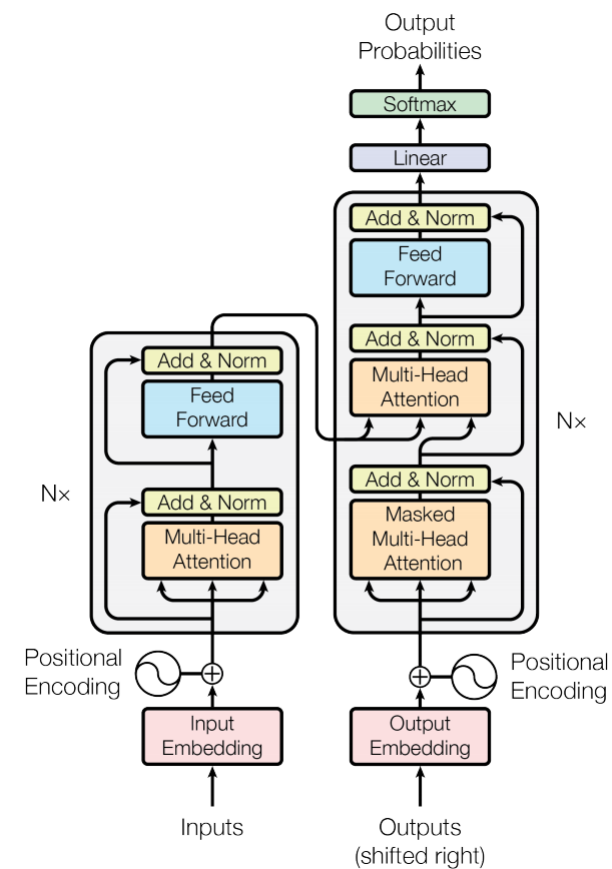 Output
Probabilities
Softmax
Linear
Add & Norm
Feed
Forward
Add & Norm
Multi-Head
Attention
Add & Norm
Masked
Multi-Head
Attention
N×
Add & Norm
Feed
Forward
Add & Norm
Multi-Head
Attention
N×
Positional
Encoding
Positional
Encoding
Input
Embedding
Output
Embedding
Inputs
Outputs
(shifted right)